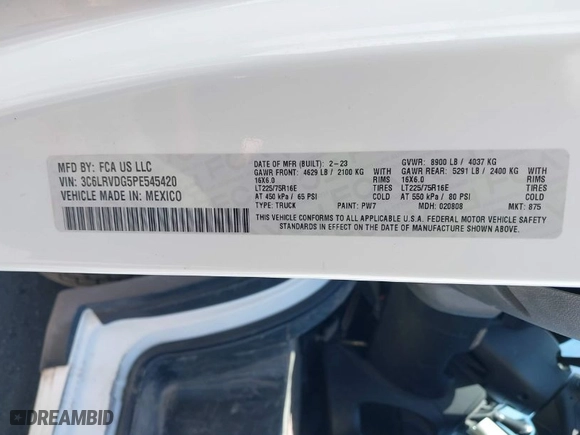 MFD BY: FCA US LLC
VIN: 3C6LRVDG5PE545420
VEHICLE MADE IN: MEXICO
DATE OF MFR (BUILT): 2-23 GVWR: 8900 LB / 4037 KG
GAWR FRONT: 4629 LB / 2100 KG WITH GAWR REAR: 5291 LB / 2400 KG WITH
16X6.0 RIMS 16X6.0 RIMS
LT225/75R16E TIRES LT225/75R16E TIRES
AT 450 kPa / 65 PSI COLD AT 550 kPa / 80 PSI COLD
TYPE: TRUCK PAINT: PW7 MDH: 020808 MKT: 875
THIS VEHICLE CONFORMS TO ALL APPLICABLE U.S.A. FEDERAL MOTOR VEHICLE SAFETY
STANDARDS IN EFFECT ON THE DATE OF MANUFACTURE SHOWN ABOVE.
DREAMBID